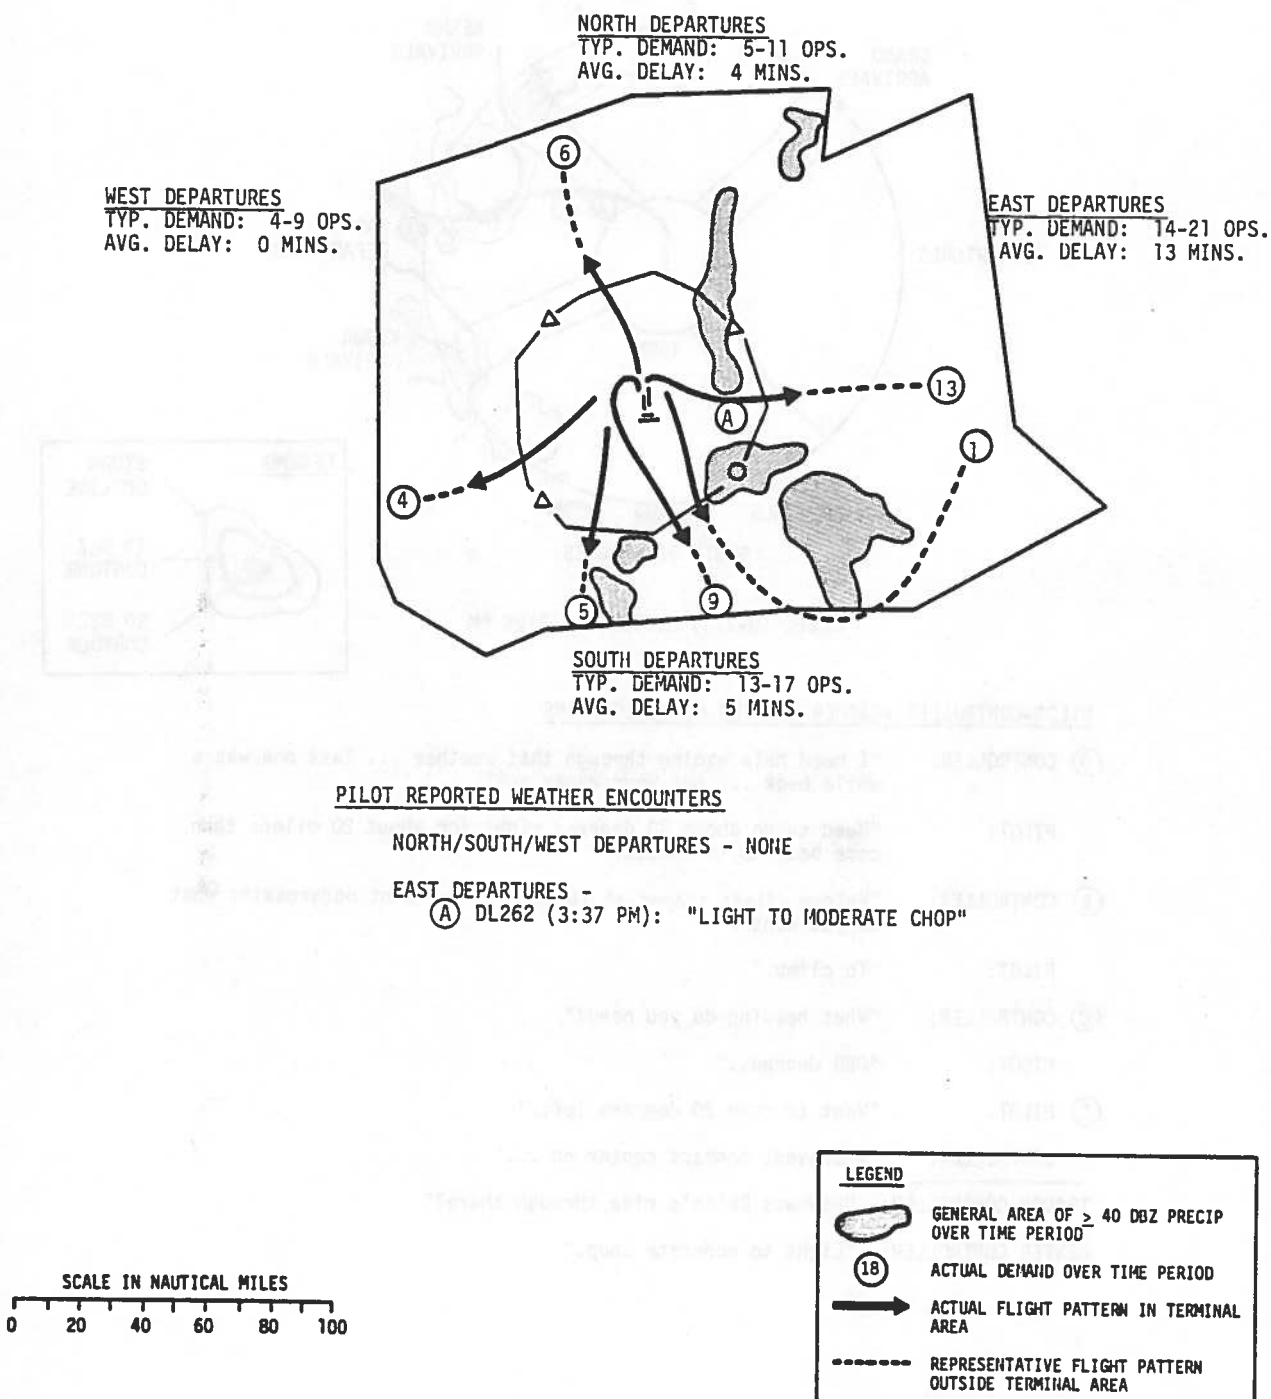 NORTH DEPARTURES
TYP. DEMAND: 5-11 OPS.
AVG. DELAY: 4 MINS.
WEST DEPARTURES
TYP. DEMAND: 4-9 OPS.
AVG. DELAY: 0 MINS.
EAST DEPARTURES
TYP. DEMAND: 14-21 OPS.
AVG. DELAY: 13 MINS.
6
13
A
1
4
5
9
SOUTH DEPARTURES
TYP. DEMAND: 13-17 OPS.
AVG. DELAY: 5 MINS.
PILOT REPORTED WEATHER ENCOUNTERS
NORTH/SOUTH/WEST DEPARTURES - NONE
EAST DEPARTURES -
A DL262 (3:37 PM): "LIGHT TO MODERATE CHOP"
LEGEND
GENERAL AREA OF ≥ 40 DBZ PRECIP
OVER TIME PERIOD
18 ACTUAL DEMAND OVER TIME PERIOD
ACTUAL FLIGHT PATTERN IN TERMINAL
AREA
REPRESENTATIVE FLIGHT PATTERN
OUTSIDE TERMINAL AREA
SCALE IN NAUTICAL MILES
0 20 40 60 80 100